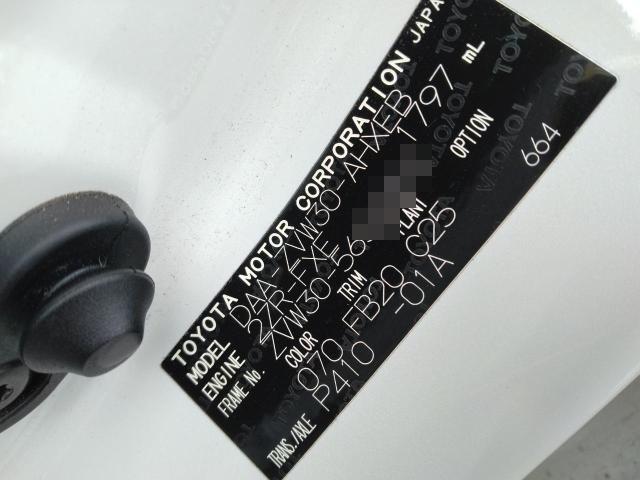 TOYOTA MOTOR CORPORATION JAPAN
MODEL DAA-ZVW30-AHXEB
ENGINE 2ZR-FXE 1797 mL
FRAME No. ZVW30-56
COLOR TRIM PLANT OPTION
070 FB20 C25 664
TRANS./AXLE P410 -01A